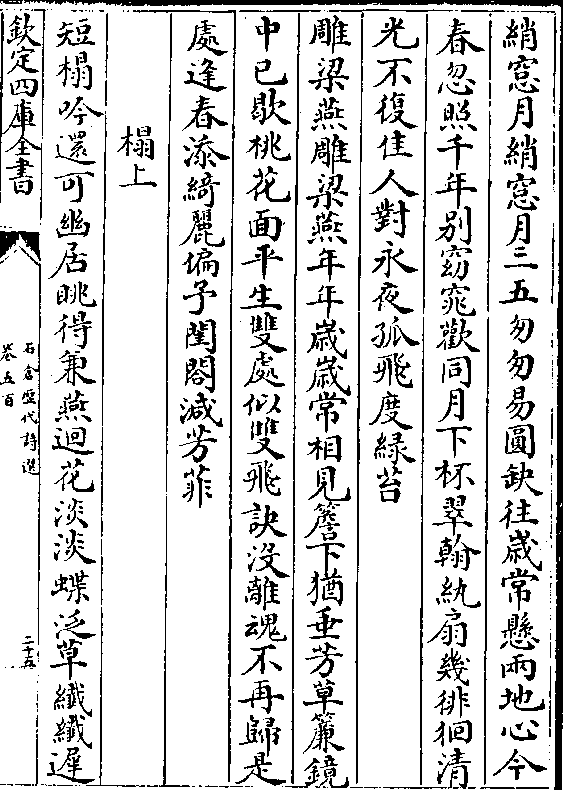 綃窓月綃窓月三五匆匆易圓缺往歲常懸兩地心今
春忽照千年别窈窕歡同月下杯翠翰紈扇幾徘徊清
光不復佳人對永夜孤飛度緑苔
雕梁燕雕梁燕年年歲歲常相見簷下猶垂芳草簾鏡
中已歇桃花面平生雙處似雙飛訣没離魂不再歸是
處逢春添綺麗偏予閨閣減芳菲
榻上
短榻吟還可幽居眺得兼燕迴花淡淡蝶泛草纖纖遲
欽定四庫全書
石倉歴代詩選
卷五百
二十五